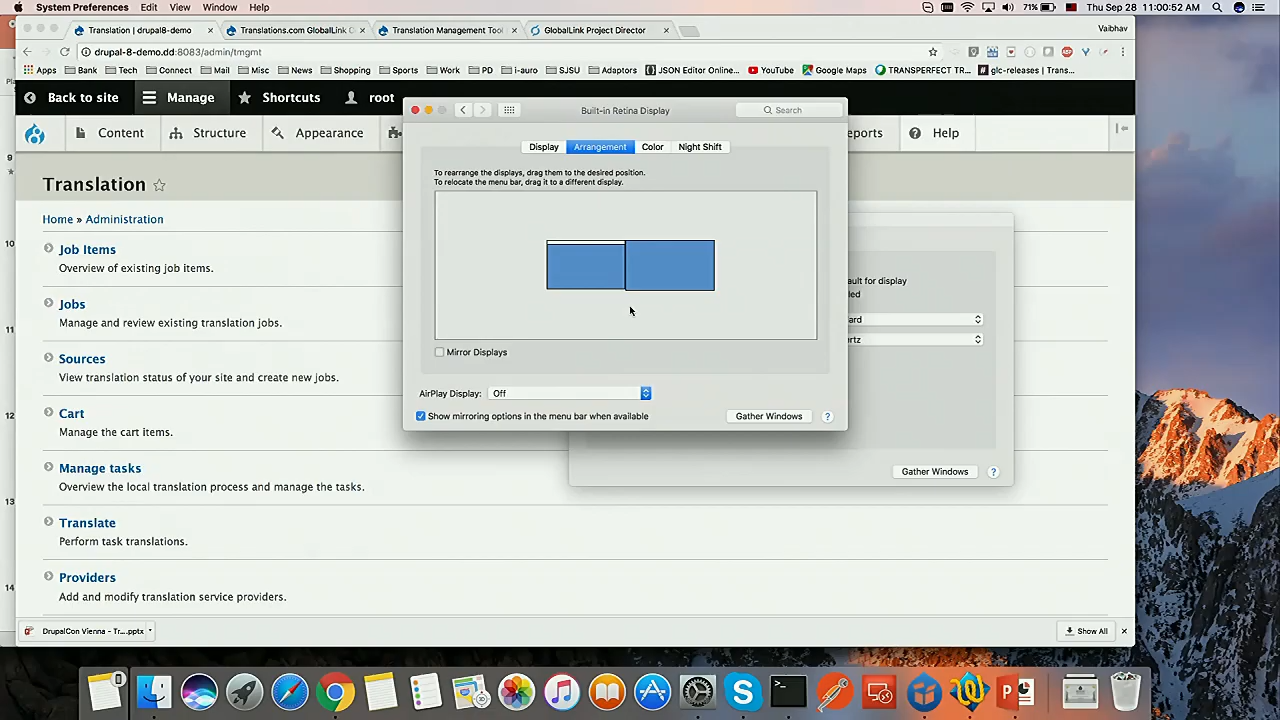 System Preferences Edit View Window Help
71% Thu Sep 28 11:00:52 AM
Translation | drupal8-demo
Translations.com GlobalLink C
Translation Management Tool
GlobalLink Project Director
Vaibhav
drupal-8-demo.dd:8083/admin/tmgmt
Apps Bank Tech Connect Mail Misc News Shopping Sports Work PD i-auro SJSU Adaptors JSON Editor Online... YouTube Google Maps TRANSPERFECT TR... glc-releases | Trans...
Back to site Manage Shortcuts root
Content Structure Appearance
eports Help
Built-in Retina Display
Search
Display Arrangement Color Night Shift
To rearrange the displays, drag them to the desired position.
To relocate the menu bar, drag it to a different display.
Mirror Displays
AirPlay Display: Off
Show mirroring options in the menu bar when available
Gather Windows ?
ault for display
led
ard
rtz
Gather Windows ?
Translation
Home » Administration
Job Items
Overview of existing job items.
Jobs
Manage and review existing translation jobs.
Sources
View translation status of your site and create new jobs.
Cart
Manage the cart items.
Manage tasks
Overview the local translation process and manage the tasks.
Translate
Perform task translations.
Providers
Add and modify translation service providers.
9
10
11
12
13
14
DrupalCon Vienna - Tr....pptx
Show All